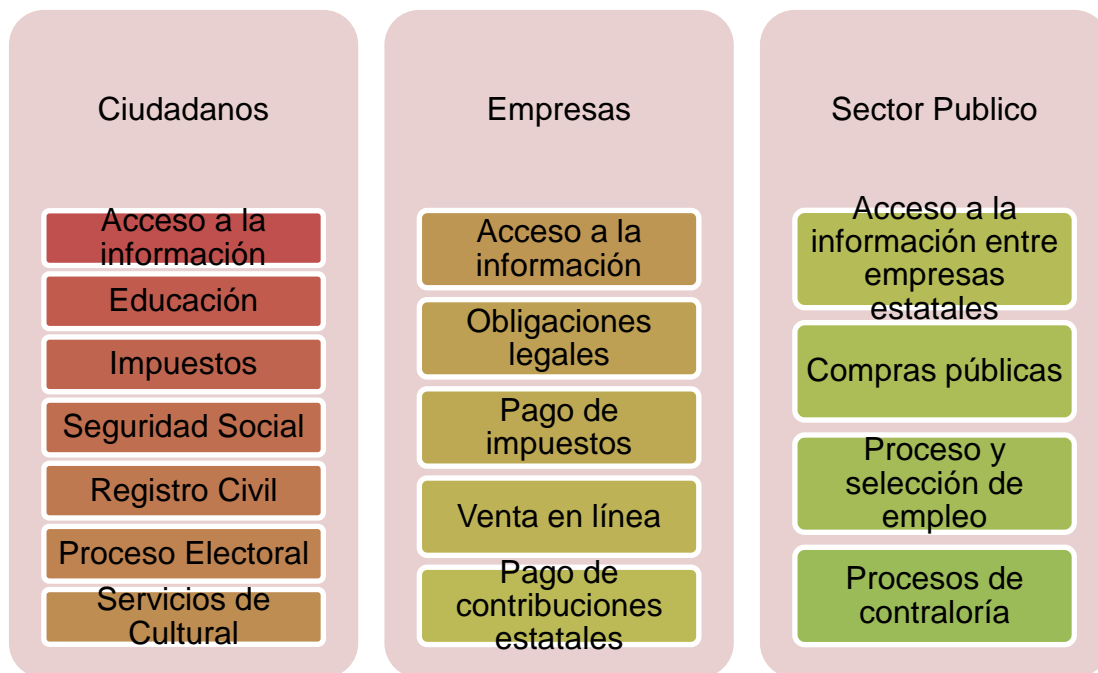 Ciudadanos
Acceso a la
información
Educación
Impuestos
Seguridad Social
Registro Civil
Proceso Electoral
Servicios de
Cultural
Empresas
Acceso a la
información
Obligaciones
legales
Pago de
impuestos
Venta en línea
Pago de
contribuciones
estatales
Sector Publico
Acceso a la
información entre
empresas
estatales
Compras públicas
Proceso y
selección de
empleo
Procesos de
contraloría